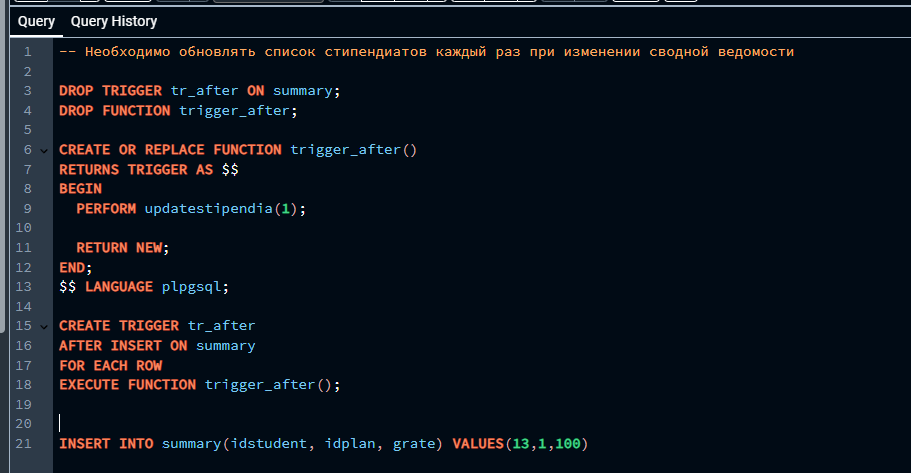 Query Query History
1 -- Необходимо обновлять список стипендиатов каждый раз при изменении сводной ведомости
2
3 DROP TRIGGER tr_after ON summary;
4 DROP FUNCTION trigger_after;
5
6 CREATE OR REPLACE FUNCTION trigger_after()
7 RETURNS TRIGGER AS $$
8 BEGIN
9 PERFORM updatestipendia(1);
10
11 RETURN NEW;
12 END;
13 $$ LANGUAGE plpgsql;
14
15 CREATE TRIGGER tr_after
16 AFTER INSERT ON summary
17 FOR EACH ROW
18 EXECUTE FUNCTION trigger_after();
19
20
21 INSERT INTO summary(idstudent, idplan, grate) VALUES(13,1,100)